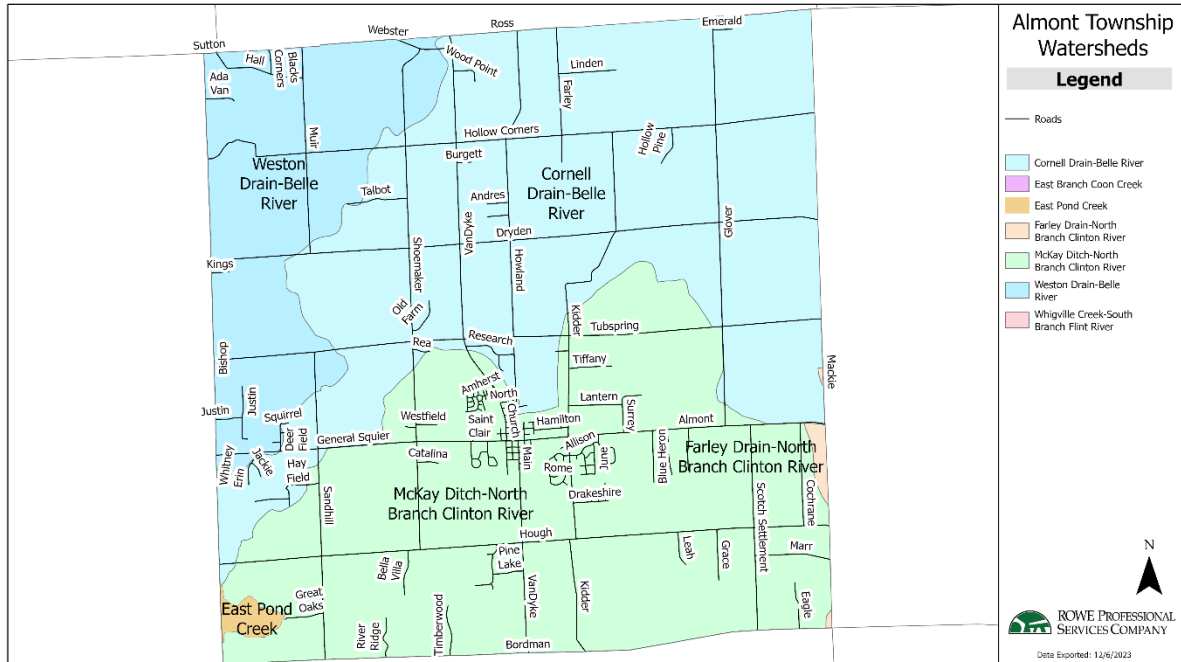 Almont Township
Watersheds
Legend
Roads
Cornell Drain-Belle River
East Branch Coon Creek
East Pond Creek
Farley Drain-North
Branch Clinton River
McKay Ditch-North
Branch Clinton River
Weston Drain-Belle
River
Whigville Creek-South
Branch Flint River
N
ROWE PROFESSIONAL
SERVICES COMPANY
Date Exported: 12/6/2023
Sutton
Webster
Ross
Emerald
Hall
Blacks
Corners
Wood Point
Ada
Van
Linden
Farley
Muir
Hollow Corners
Hollow
Pine
Burgett
Weston
Drain-Belle
River
Cornell
Drain-Belle
River
Talbot
Andres
Shoemaker
VanDyke
Dryden
Glover
Howland
Kings
Old
Farm
Kidder
Tubspring
Research
Rea
Bishop
Tiffany
Mackie
Amherst
North
Justin
Justin
Squirrel
Deer
Field
Westfield
Saint
Clair
Church
Lantern
Surrey
Hamilton
Almont
General Squier
Main
Allison
Catalina
Whitney
Erin
Jackie
Hay
Field
Rome
June
Blue Heron
Farley Drain-North
Branch Clinton River
Sandhill
McKay Ditch-North
Branch Clinton River
Drakeshire
Scotch Settlement
Cochrane
Hough
Pine
Lake
Bella
Villa
Leah
Grace
Marr
Great
Oaks
East Pond
Creek
VanDyke
Kidder
Eagle
River
Ridge
Timberwood
Bordman